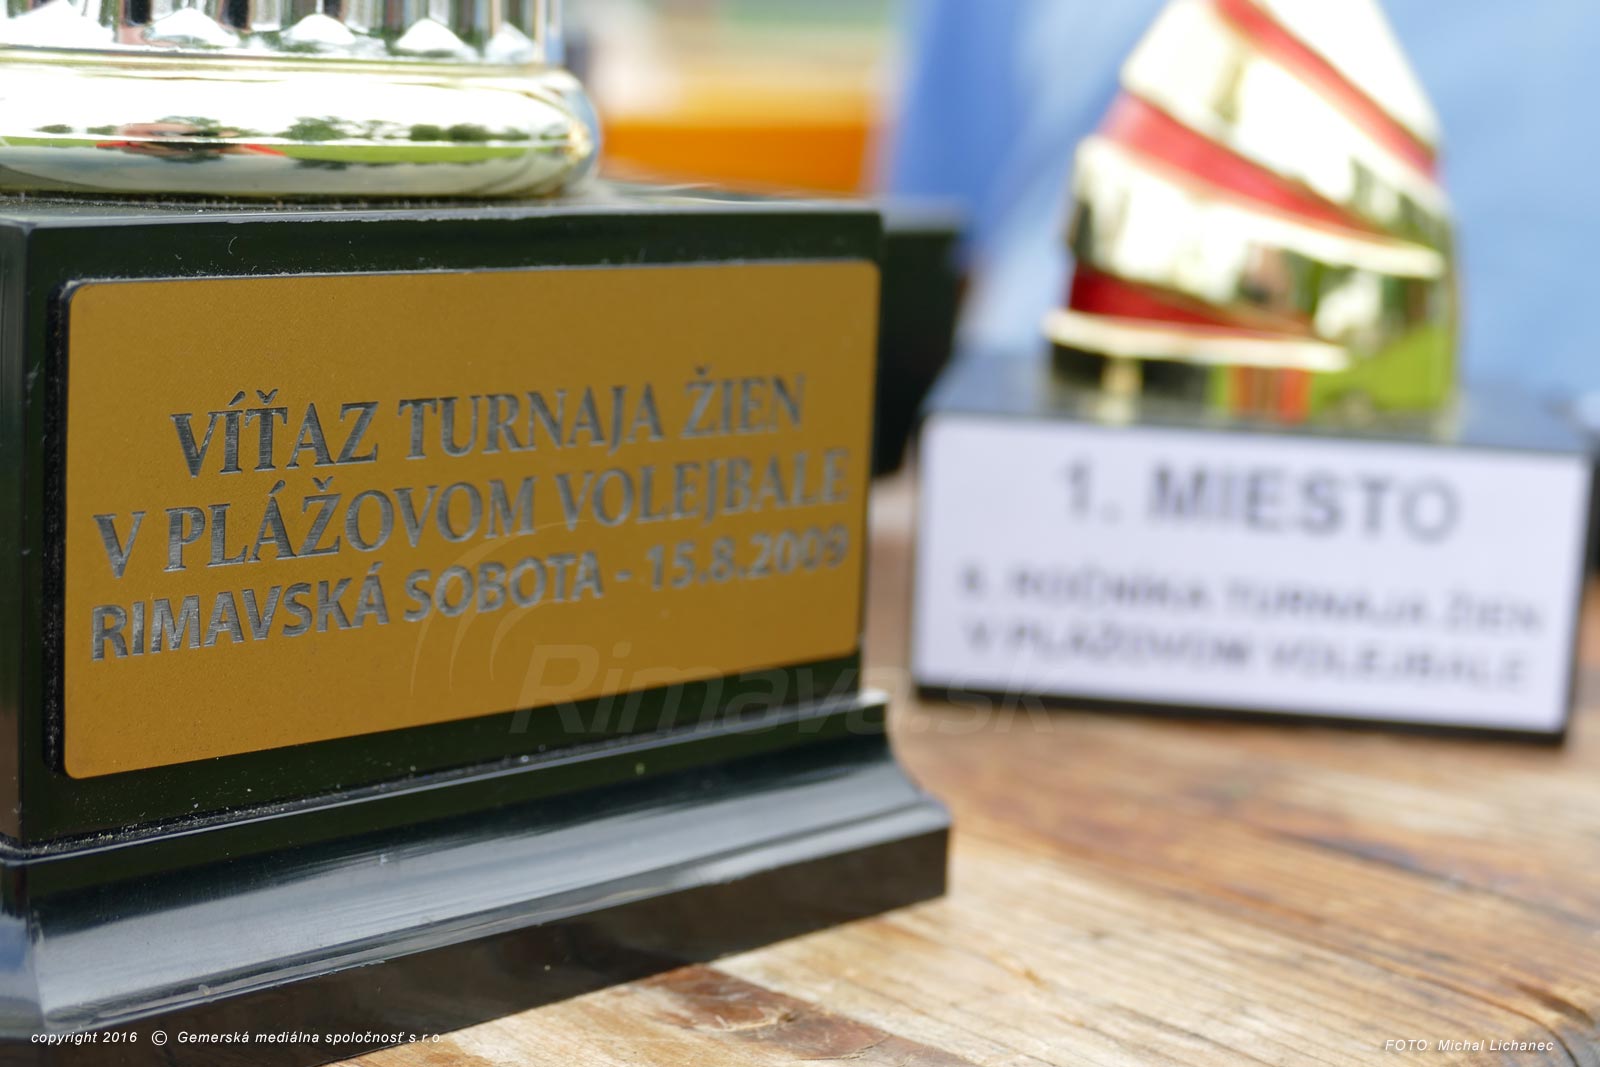 VÍŤAZ TURNAJA ŽIEN
V PLÁŽOVOM VOLEJBALE
RIMAVSKÁ SOBOTA - 15.8.2009
1. MIESTO
ROČNÍKA TURNAJA ŽIEN
V PLÁŽOVOM VOLEJBALE
Rimava.sk
copyright 2016 © Gemerská mediálna spoločnosť s.r.o.
FOTO: Michal Lichanec